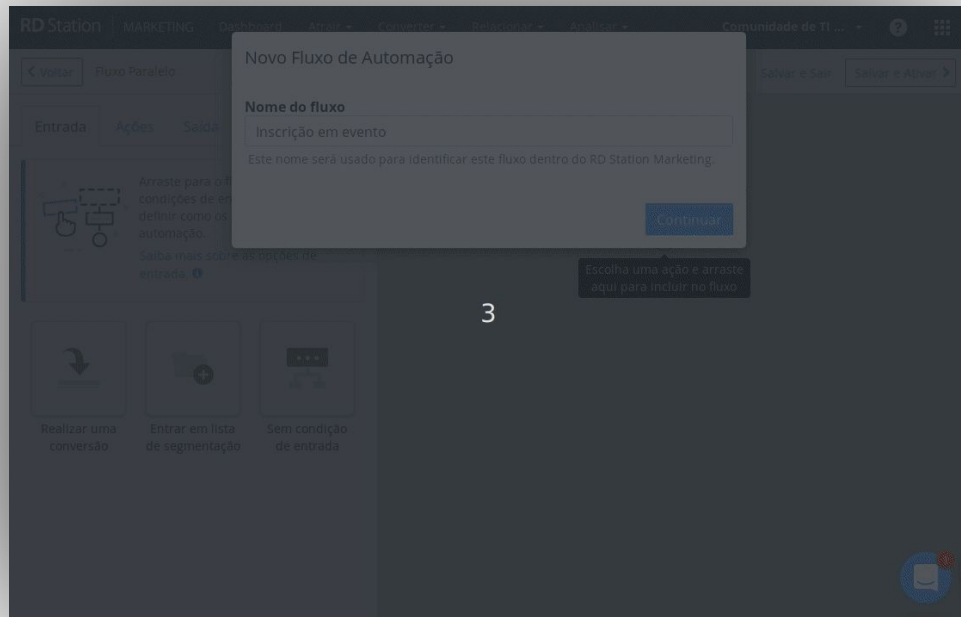 RD Station MARKETING Dashboard Atrair Converter Relacionar Analisar Comunidade de TI ...
Voltar Fluxo Paralelo Salvar e Sair Salvar e Ativar
Novo Fluxo de Automação
Nome do fluxo
Inscrição em evento
Este nome será usado para identificar este fluxo dentro do RD Station Marketing.
Continuar
Entrada Ações Saída
Arraste para o f
condições de en
definir como os
automação.
Saiba mais sobre as opções de
entrada.
Escolha uma ação e arraste
aqui para incluir no fluxo
3
Realizar uma
conversão
Entrar em lista
de segmentação
Sem condição
de entrada